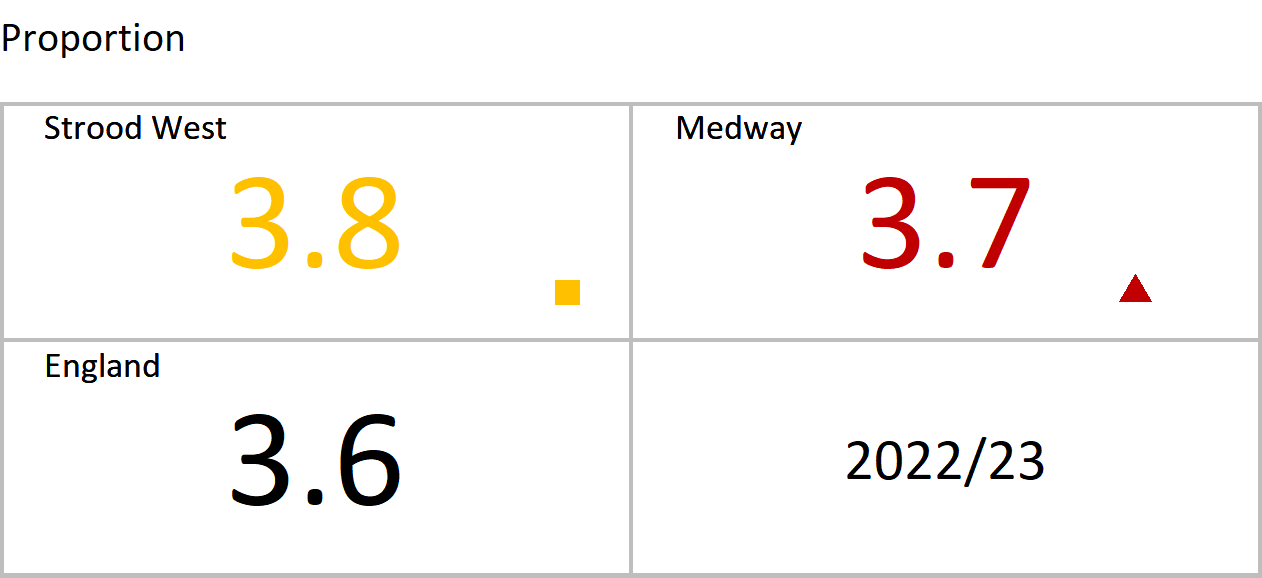 Proportion
Strood West
3.8
Medway
3.7
England
3.6
2022/23